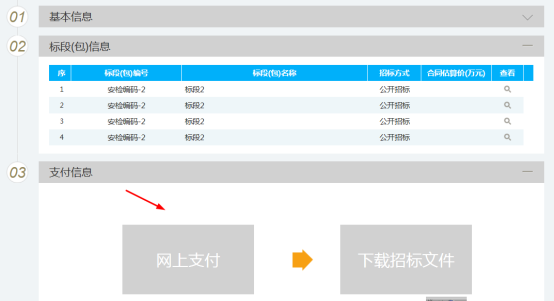 01 基本信息
02 标段(包)信息
序 标段(包)编号 标段(包)名称 招标方式 合同估算价(万元) 查看
1 安检编码-2 标段2 公开招标
2 安检编码-2 标段2 公开招标
3 安检编码-2 标段2 公开招标
4 安检编码-2 标段2 公开招标
03 支付信息
网上支付 下载招标文件